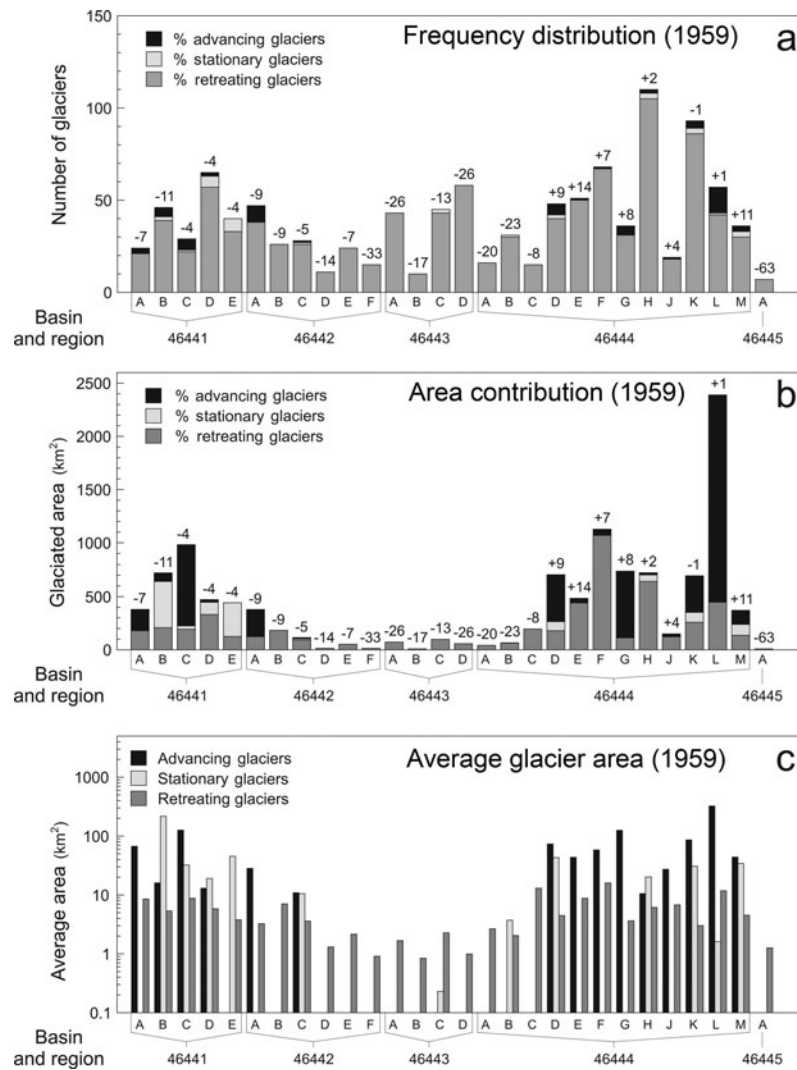 Frequency distribution (1959)
a
% advancing glaciers
% stationary glaciers
% retreating glaciers
Number of glaciers
150
100
50
0
-7 -11 -4 -4 -4 -9 -9 -5 -14 -7 -33 -26 -17 -13 -26 -20 -23 -8 +9 +14 +7 +8 +2 +4 -1 +1 +11 -63
A B C D E A B C D E F A B C D A B C D E F G H J K L M A
Basin and region
46441 46442 46443 46444 46445
Area contribution (1959)
b
% advancing glaciers
% stationary glaciers
% retreating glaciers
Glaciated area (km²)
2500
2000
1500
1000
500
0
-7 -11 -4 -4 -4 -9 -9 -5 -14 -7 -33 -26 -17 -13 -26 -20 -23 -8 +9 +14 +7 +8 +2 +4 -1 +1 +11 -63
A B C D E A B C D E F A B C D A B C D E F G H J K L M A
Basin and region
46441 46442 46443 46444 46445
Average glacier area (1959)
c
Advancing glaciers
Stationary glaciers
Retreating glaciers
Average area (km²)
1000
100
10
1
0.1
A B C D E A B C D E F A B C D A B C D E F G H J K L M A
Basin and region
46441 46442 46443 46444 46445